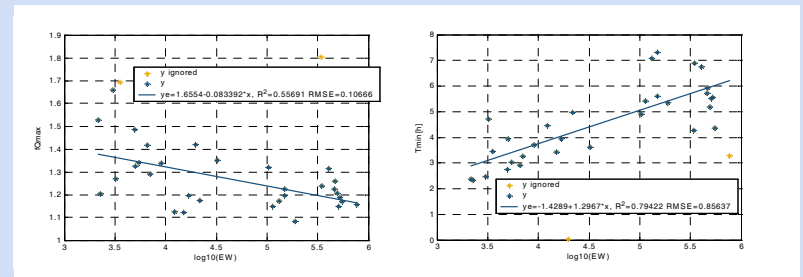 1.9
1.8
1.7
1.6
1.5
1.4
1.3
1.2
1.1
1
fQmax
y ignored
y
ye=1.6554-0.083392*x, R²=0.55691 RMSE=0.10666
3 3.5 4 4.5 5 5.5 6
log10(EW)
8
7
6
5
4
3
2
1
0
Tmin[h]
y ignored
y
ye=-1.4289+1.2967*x, R²=0.79422 RMSE=0.85637
3 3.5 4 4.5 5 5.5 6
log10(EW)